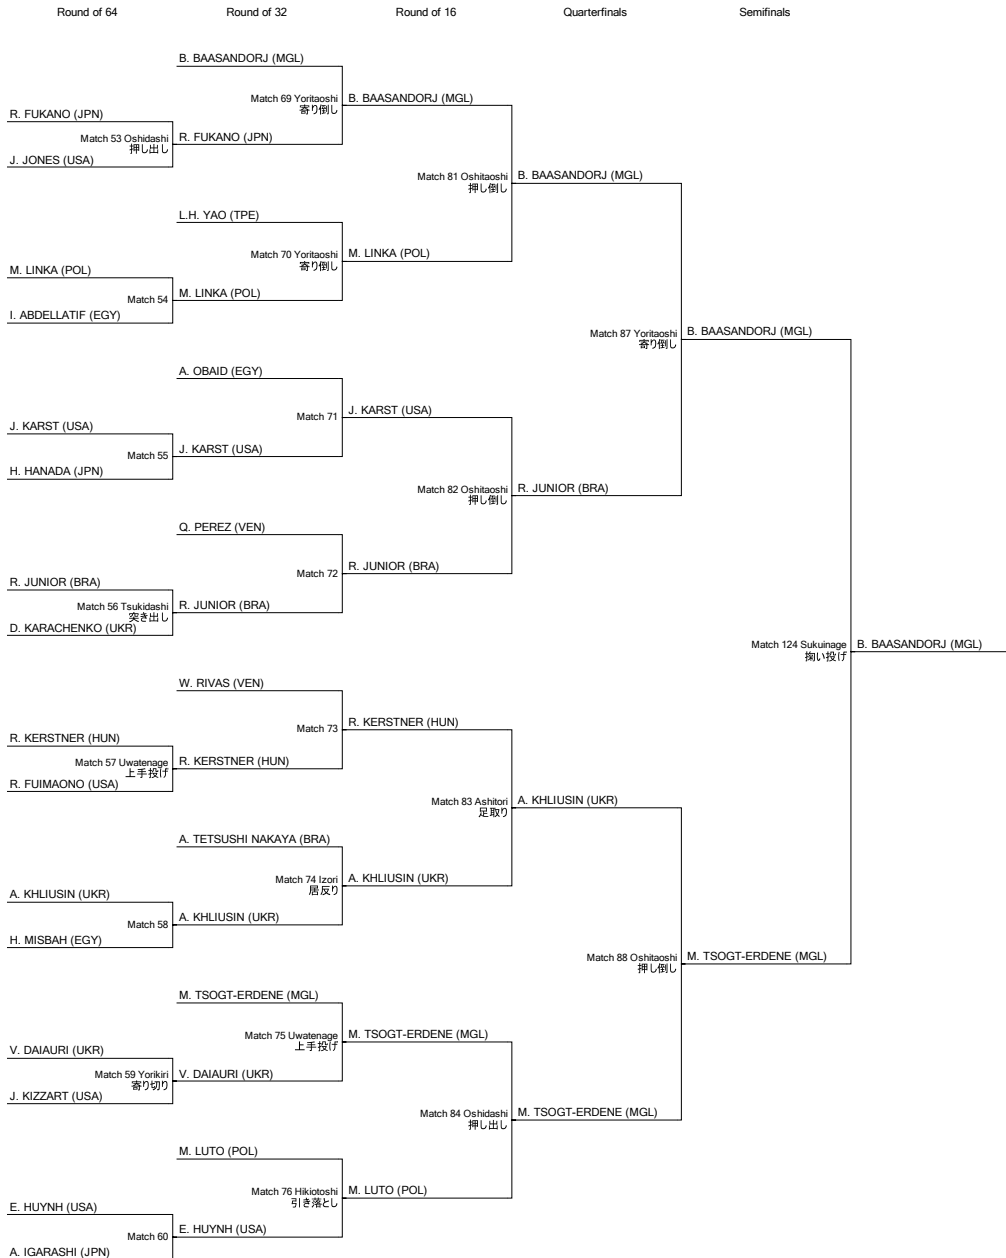 Round of 64
Round of 32
Round of 16
Quarterfinals
Semifinals
B. BAASANDORJ (MGL)
Match 69 Yoritaoshi
寄り倒し
B. BAASANDORJ (MGL)
R. FUKANO (JPN)
Match 53 Oshidashi
押し出し
R. FUKANO (JPN)
J. JONES (USA)
Match 81 Oshitaoshi
押し倒し
B. BAASANDORJ (MGL)
L.H. YAO (TPE)
Match 70 Yoritaoshi
寄り倒し
M. LINKA (POL)
M. LINKA (POL)
Match 54
M. LINKA (POL)
I. ABDELLATIF (EGY)
Match 87 Yoritaoshi
寄り倒し
B. BAASANDORJ (MGL)
A. OBAID (EGY)
Match 71
J. KARST (USA)
J. KARST (USA)
Match 55
J. KARST (USA)
H. HANADA (JPN)
Match 82 Oshitaoshi
押し倒し
R. JUNIOR (BRA)
Q. PEREZ (VEN)
Match 72
R. JUNIOR (BRA)
R. JUNIOR (BRA)
Match 56 Tsukidashi
突き出し
R. JUNIOR (BRA)
D. KARACHENKO (UKR)
Match 124 Sukuinage
掬い投げ
B. BAASANDORJ (MGL)
W. RIVAS (VEN)
Match 73
R. KERSTNER (HUN)
R. KERSTNER (HUN)
Match 57 Uwatenage
上手投げ
R. KERSTNER (HUN)
R. FUIMAONO (USA)
Match 83 Ashitori
足取り
A. KHLIUSIN (UKR)
A. TETSUSHI NAKAYA (BRA)
Match 74 Izori
居反り
A. KHLIUSIN (UKR)
A. KHLIUSIN (UKR)
Match 58
A. KHLIUSIN (UKR)
H. MISBAH (EGY)
Match 88 Oshitaoshi
押し倒し
M. TSOGT-ERDENE (MGL)
M. TSOGT-ERDENE (MGL)
Match 75 Uwatenage
上手投げ
M. TSOGT-ERDENE (MGL)
V. DAIAURI (UKR)
Match 59 Yorikiri
寄り切り
V. DAIAURI (UKR)
J. KIZZART (USA)
Match 84 Oshidashi
押し出し
M. TSOGT-ERDENE (MGL)
M. LUTO (POL)
Match 76 Hikiotoshi
引き落とし
M. LUTO (POL)
E. HUYNH (USA)
Match 60
E. HUYNH (USA)
A. IGARASHI (JPN)